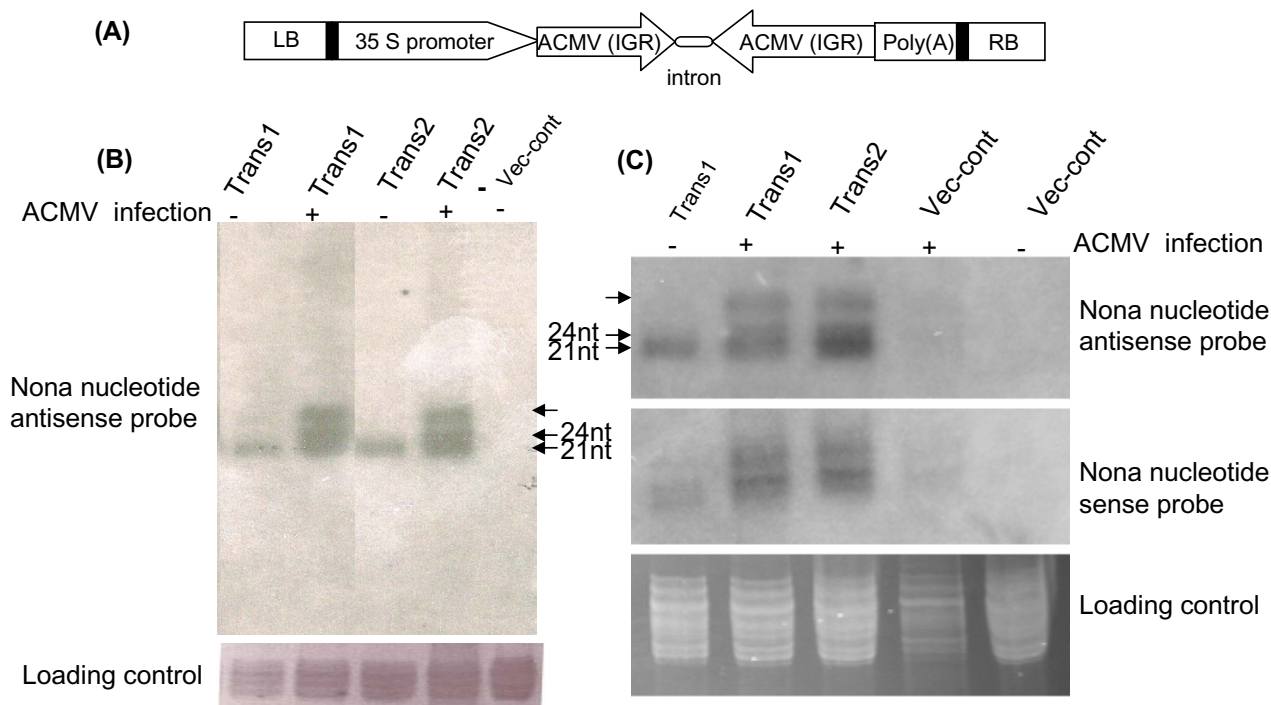 (A)
LB 35 S promoter ACMV (IGR) ACMV (IGR) Poly(A) RB
intron
(B)
Trans1 Trans1 Trans2 Trans2 - Vec-cont
ACMV infection - + - + -
Nona nucleotide
antisense probe
24nt
21nt
Loading control
(C)
Trans1 Trans1 Trans2 Vec-cont Vec-cont
- + + + - ACMV infection
24nt
21nt
Nona nucleotide
antisense probe
Nona nucleotide
sense probe
Loading control